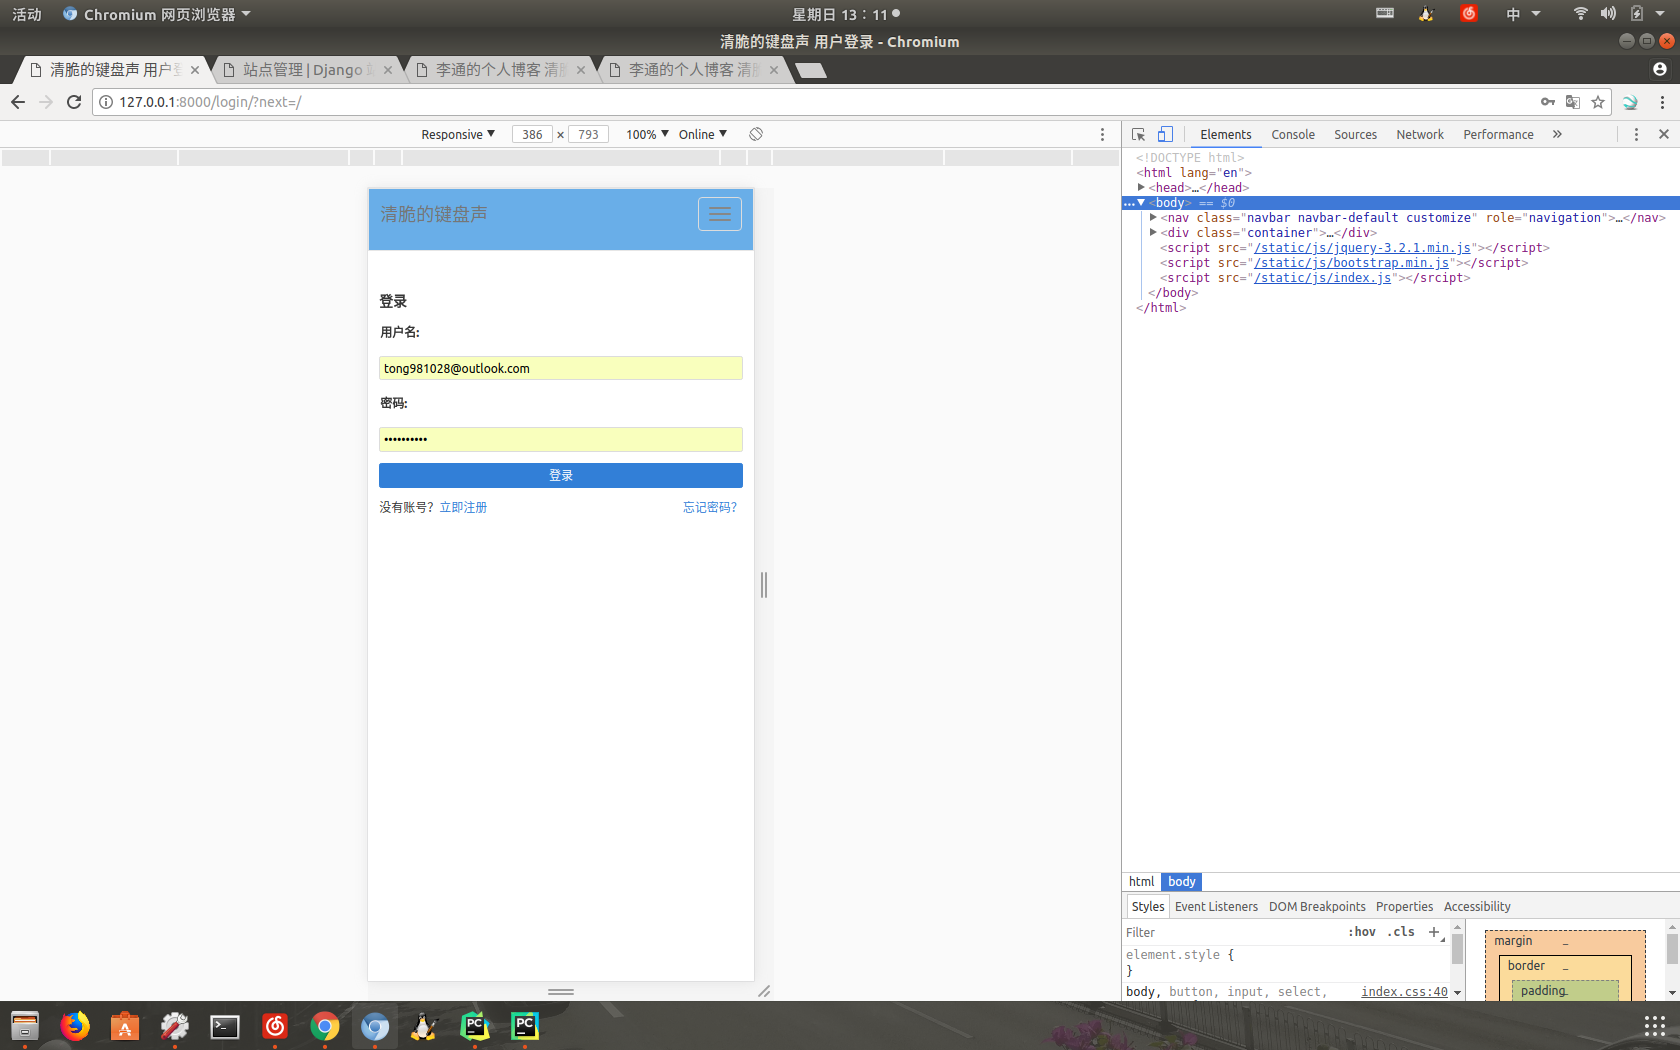 活动 Chromium 网页浏览器 星期日 13：11 中
清脆的键盘声 用户登录 - Chromium
清脆的键盘声 用户登 站点管理 | Django 李通的个人博客 清脆 李通的个人博客 清脆
127.0.0.1:8000/login/?next=/
Responsive 386 × 793 100% Online
Elements Console Sources Network Performance »
<!DOCTYPE html>
<html lang="en">
<head>…</head>
…<body> == $0
<nav class="navbar navbar-default customize" role="navigation">…</nav>
<div class="container">…</div>
<script src="/static/js/jquery-3.2.1.min.js"></script>
<script src="/static/js/bootstrap.min.js"></script>
<srcipt src="/static/js/index.js"></srcipt>
</body>
</html>
清脆的键盘声
登录
用户名:
tong981028@outlook.com
密码:
••••••••••
登录
没有账号？立即注册 忘记密码？
html body
Styles Event Listeners DOM Breakpoints Properties Accessibility
Filter :hov .cls +
element.style {
}
body, button, input, select, index.css:40
margin –
border –
padding–
PC PC